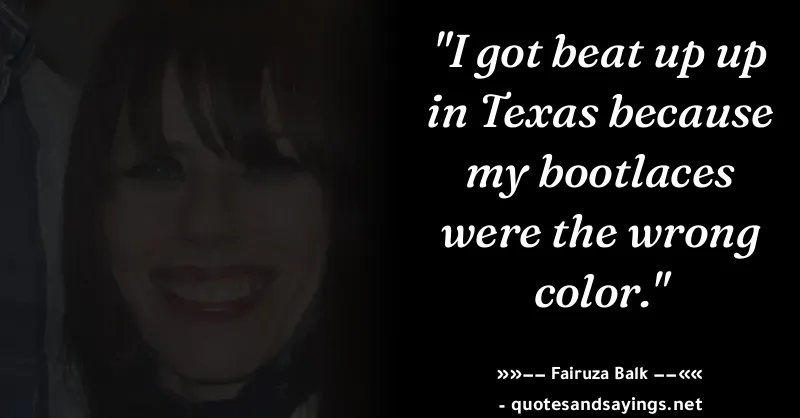 "I got beat up up
in Texas because
my bootlaces
were the wrong
color."
»»—— Fairuza Balk ——««
- quotesandsayings.net